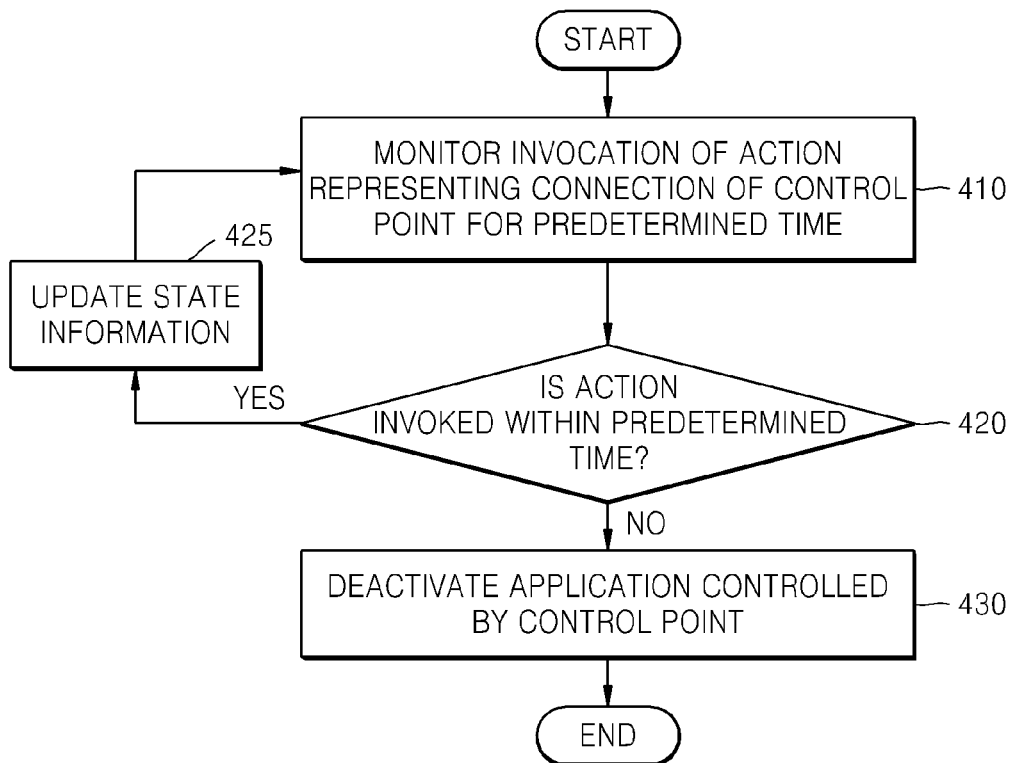 START
MONITOR INVOCATION OF ACTION
REPRESENTING CONNECTION OF CONTROL
POINT FOR PREDETERMINED TIME
410
425
UPDATE STATE
INFORMATION
YES
IS ACTION
INVOKED WITHIN PREDETERMINED
TIME?
420
NO
DEACTIVATE APPLICATION CONTROLLED
BY CONTROL POINT
430
END